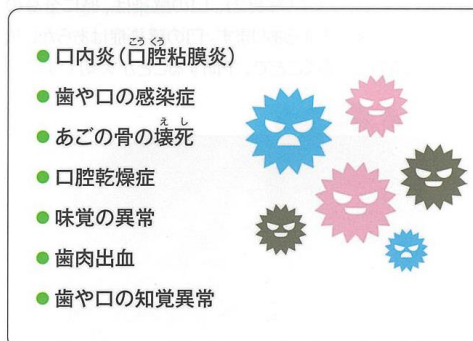 ● 口内炎（口腔粘膜炎）
● 歯や口の感染症
● あごの骨の壊死
● 口腔乾燥症
● 味覚の異常
● 歯肉出血
● 歯や口の知覚異常